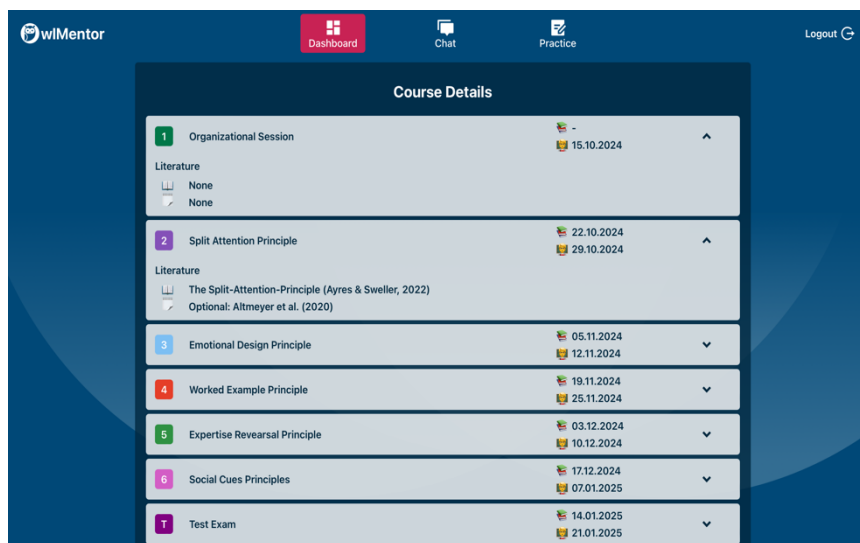 OwlMentor
Dashboard
Chat
Practice
Logout
Course Details
1 Organizational Session
-
15.10.2024
Literature
None
None
2 Split Attention Principle
22.10.2024
29.10.2024
Literature
The Split-Attention-Principle (Ayres & Sweller, 2022)
Optional: Altmeyer et al. (2020)
3 Emotional Design Principle
05.11.2024
12.11.2024
4 Worked Example Principle
19.11.2024
25.11.2024
5 Expertise Revearsal Principle
03.12.2024
10.12.2024
6 Social Cues Principles
17.12.2024
07.01.2025
T Test Exam
14.01.2025
21.01.2025